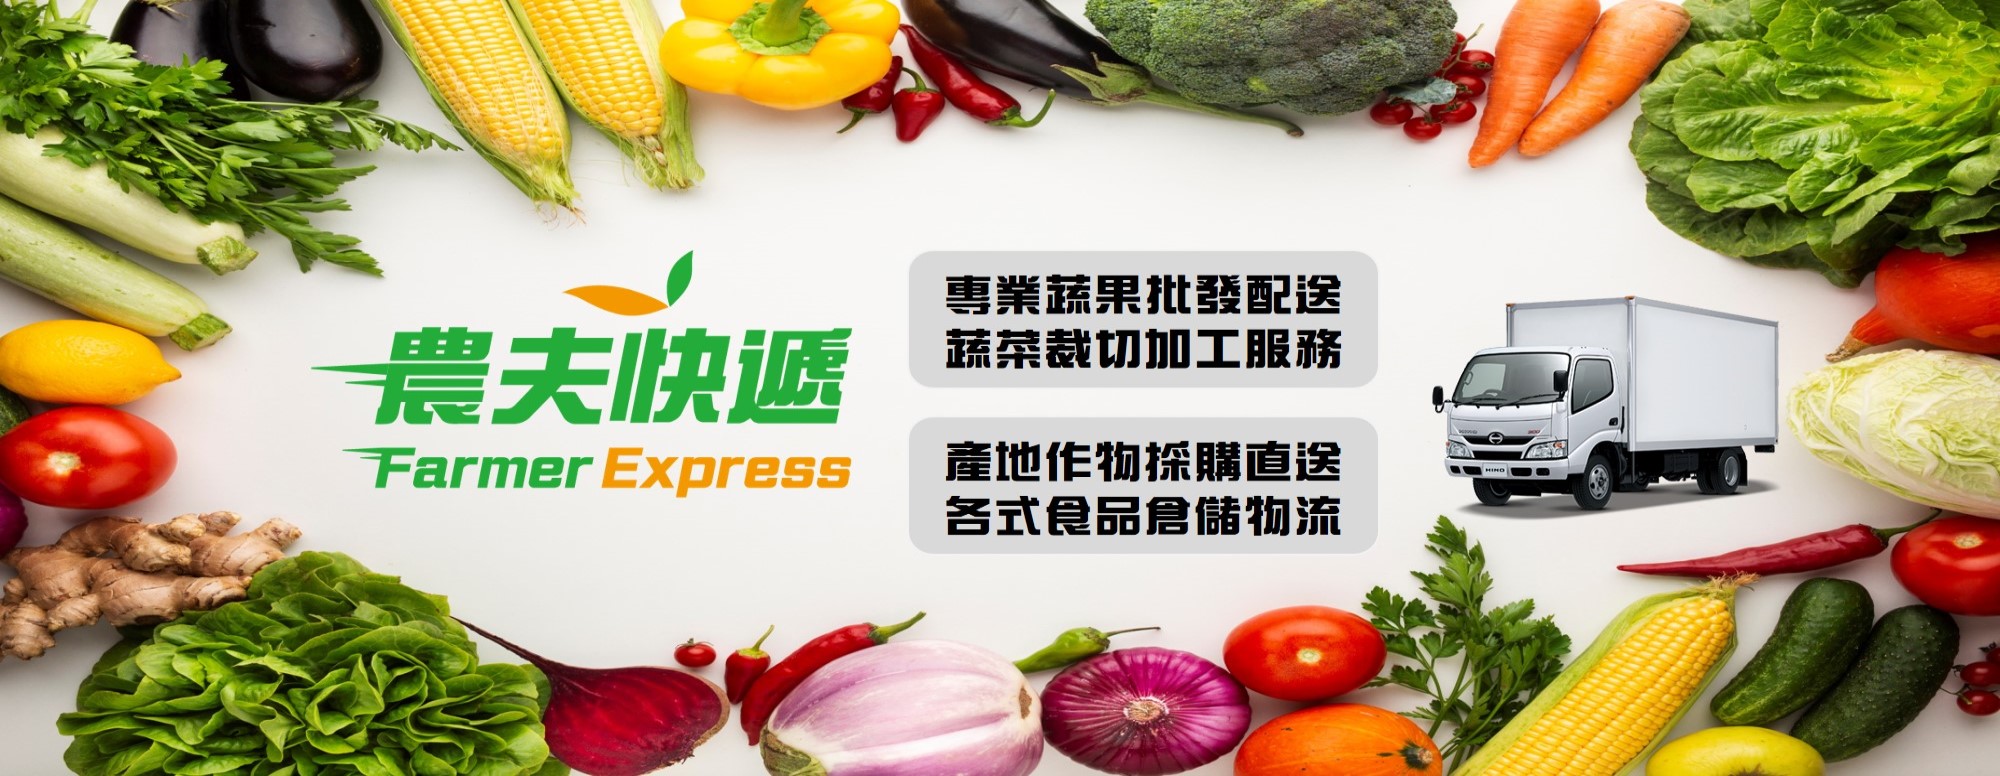 農夫快遞
Farmer Express
專業蔬果批發配送
蔬菜裁切加工服務
產地作物採購直送
各式食品倉儲物流
HINO